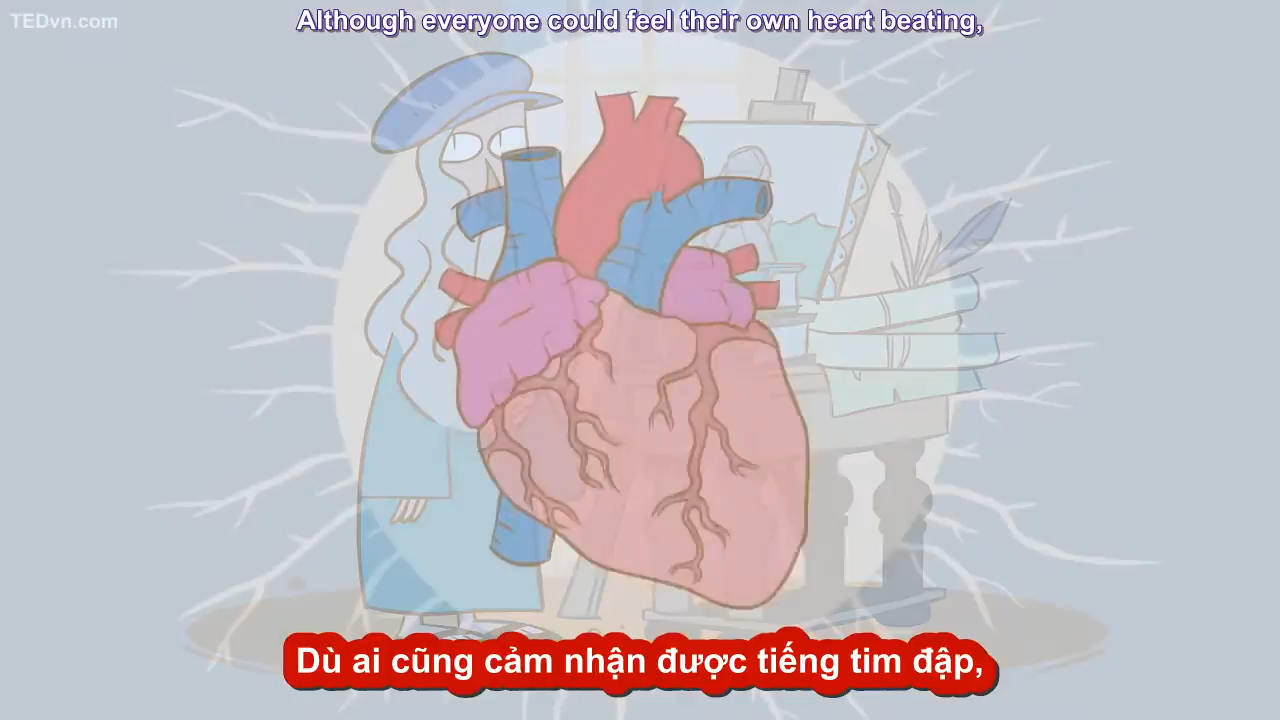 TEDvn.com
Although everyone could feel their own heart beating,
Dù ai cũng cảm nhận được tiếng tim đập,